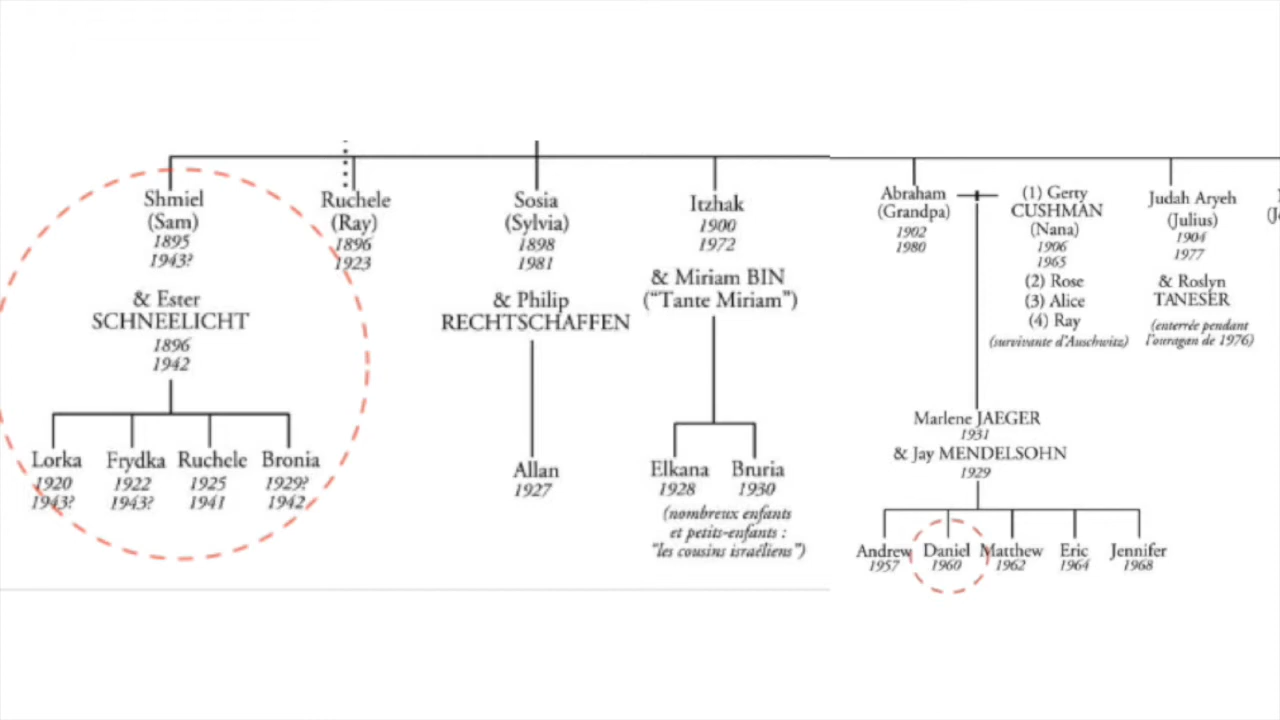 Shmiel
(Sam)
1895
1943?
& Ester
SCHNEELICHT
1896
1942
Lorka
1920
1943?
Frydka
1922
1943?
Ruchele
1925
1941
Bronia
1929?
1942
Ruchele
(Ray)
1896
1923
Sosia
(Sylvia)
1898
1981
& Philip
RECHTSCHAFFEN
Allan
1927
Itzhak
1900
1972
& Miriam BIN
(“Tante Miriam”)
Elkana
1928
Bruria
1930
(nombreux enfants
et petits-enfants :
“les cousins israéliens”)
Abraham
(Grandpa)
1902
1980
(1) Gerty
CUSHMAN
(Nana)
1906
1965
(2) Rose
(3) Alice
(4) Ray
(survivante d’Auschwitz)
Marlene JAEGER
1931
& Jay MENDELSOHN
1929
Andrew
1957
Daniel
1960
Matthew
1962
Eric
1964
Jennifer
1968
Judah Aryeh
(Julius)
1904
1977
& Roslyn
TANESER
(enterrée pendant
l’ouragan de 1976)